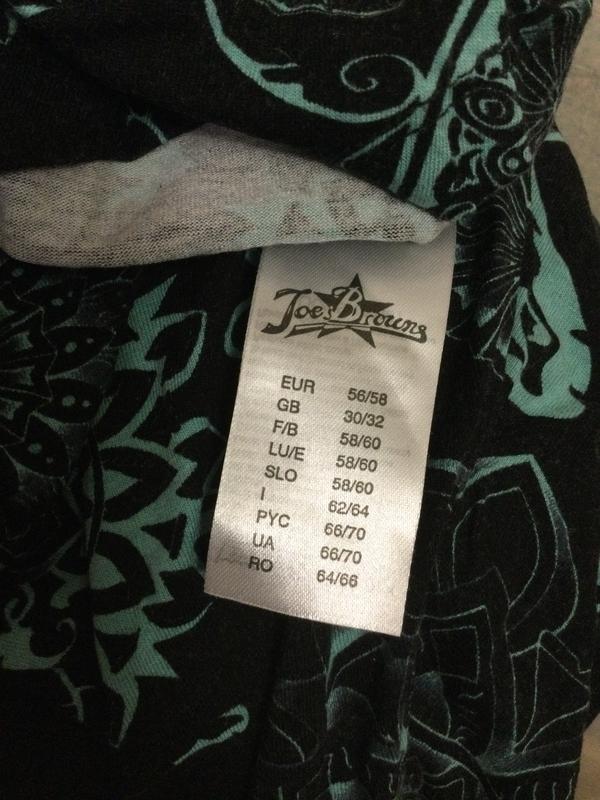 Joe Browns
EUR 56/58
GB 30/32
F/B 58/60
LU/E 58/60
SLO 58/60
I 62/64
PYC 66/70
UA 66/70
RO 64/66